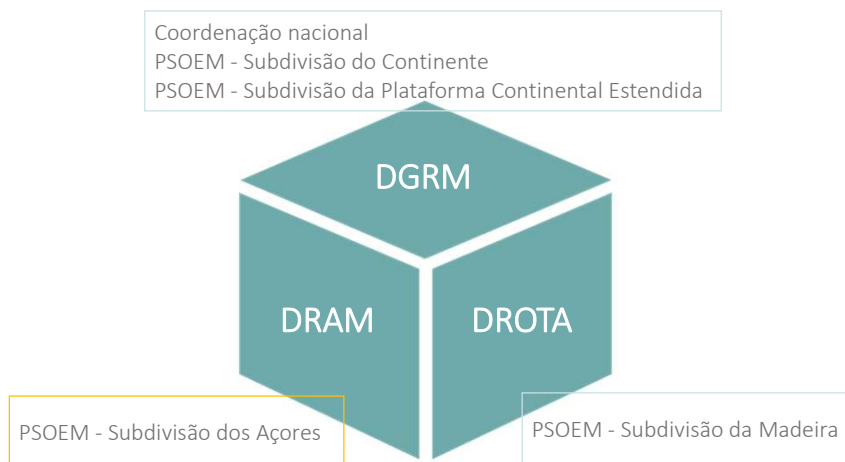 Coordenação nacional
PSOEM - Subdivisão do Continente
PSOEM - Subdivisão da Plataforma Continental Estendida
DGRM
DRAM
DROTA
PSOEM - Subdivisão dos Açores
PSOEM - Subdivisão da Madeira